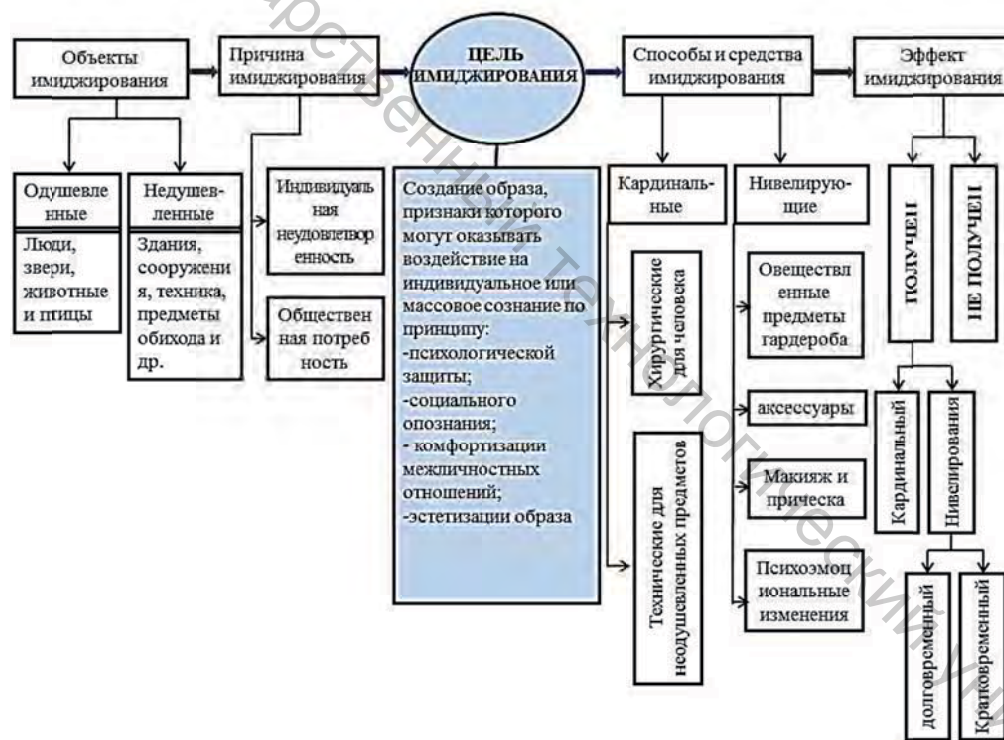 Объекты
имиджирования
Причина
имиджирования
ЦЕЛЬ
ИМИДЖИРОВАНИЯ
Способы и средства
имиджирования
Эффект
имиджирования
Одушевле
нные
Люди,
звери,
животные
и птицы
Недушев-
ленные
Здания,
сооружени
я, техника,
предметы
обихода и
др.
Индивидуаль
ная
неудовлетвор
енность
Обществен
ная потреб
ность
Создание образа,
признаки которого
могут оказывать
воздействие на
индивидуальное или
массовое сознание по
принципу:
-психологической
защиты;
-социального
опознания;
- комфортизации
межличностных
отношений;
-эстетизации образа
Кардиналь-
ные
Хирургические
для человека
Технические для
неодушевленных предметов
Нивелирую-
щие
Овеществл
енные
предметы
гардероба
аксессуары
Макияж и
прическа
Психоэмоц
иональные
изменения
ПОЛУЧЕН
НЕ ПОЛУЧЕН
Кардинальный
Нивелирования
долговременный
Кратковременный
технологический